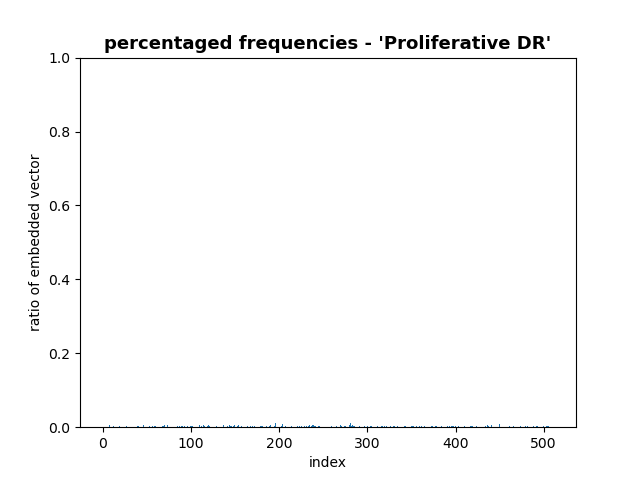 percentaged frequencies - 'Proliferative DR'
1.0
0.8
0.6
0.4
0.2
0.0
ratio of embedded vector
0 100 200 300 400 500
index